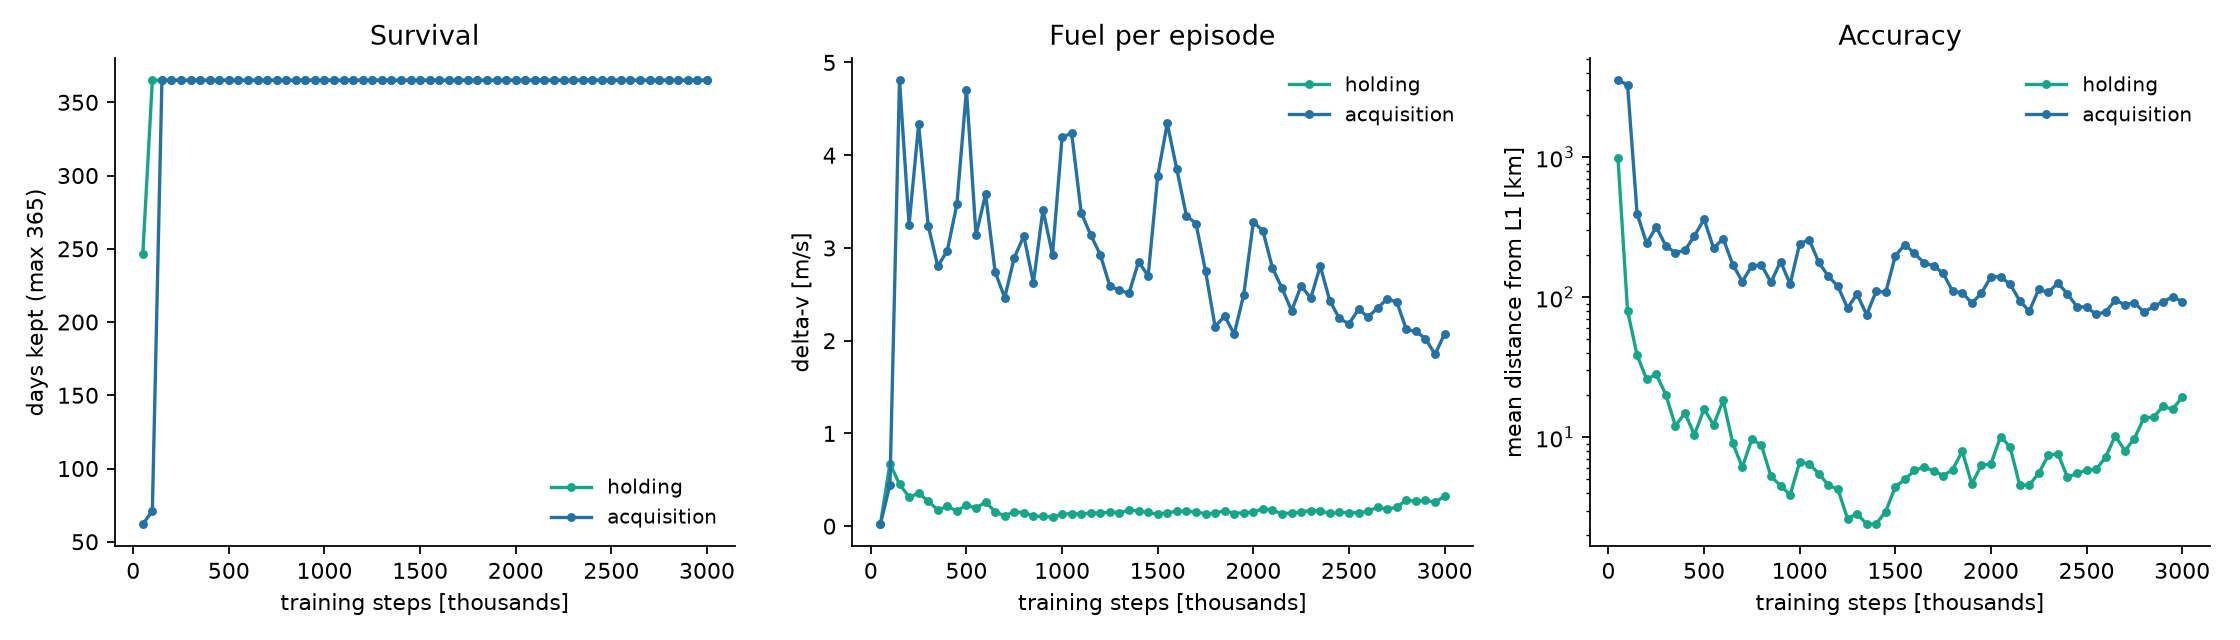 Survival
days kept (max 365)
350
300
250
200
150
100
50
holding
acquisition
0 500 1000 1500 2000 2500 3000
training steps [thousands]
Fuel per episode
delta-v [m/s]
5
4
3
2
1
0
holding
acquisition
0 500 1000 1500 2000 2500 3000
training steps [thousands]
Accuracy
mean distance from L1 [km]
10³
10²
10¹
holding
acquisition
0 500 1000 1500 2000 2500 3000
training steps [thousands]